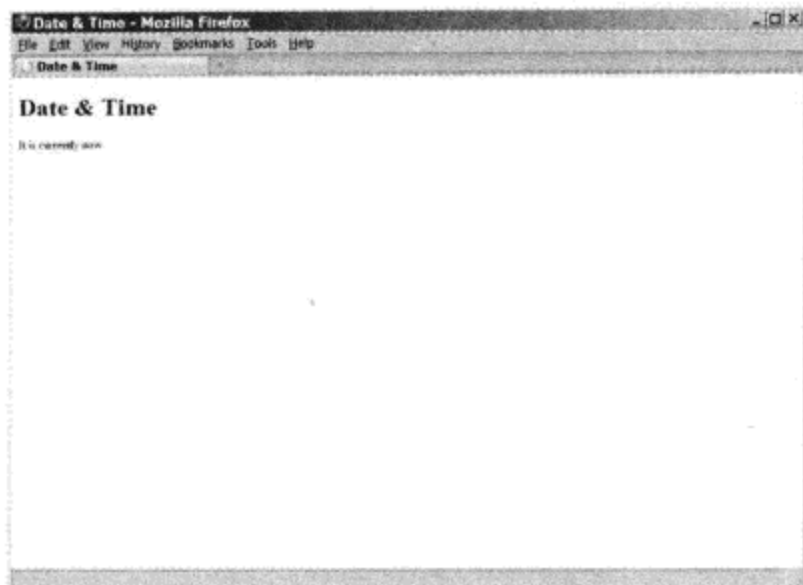 Date & Time - Mozilla Firefox
File Edit View History Bookmarks Tools Help
Date & Time
Date & Time
It is currently now